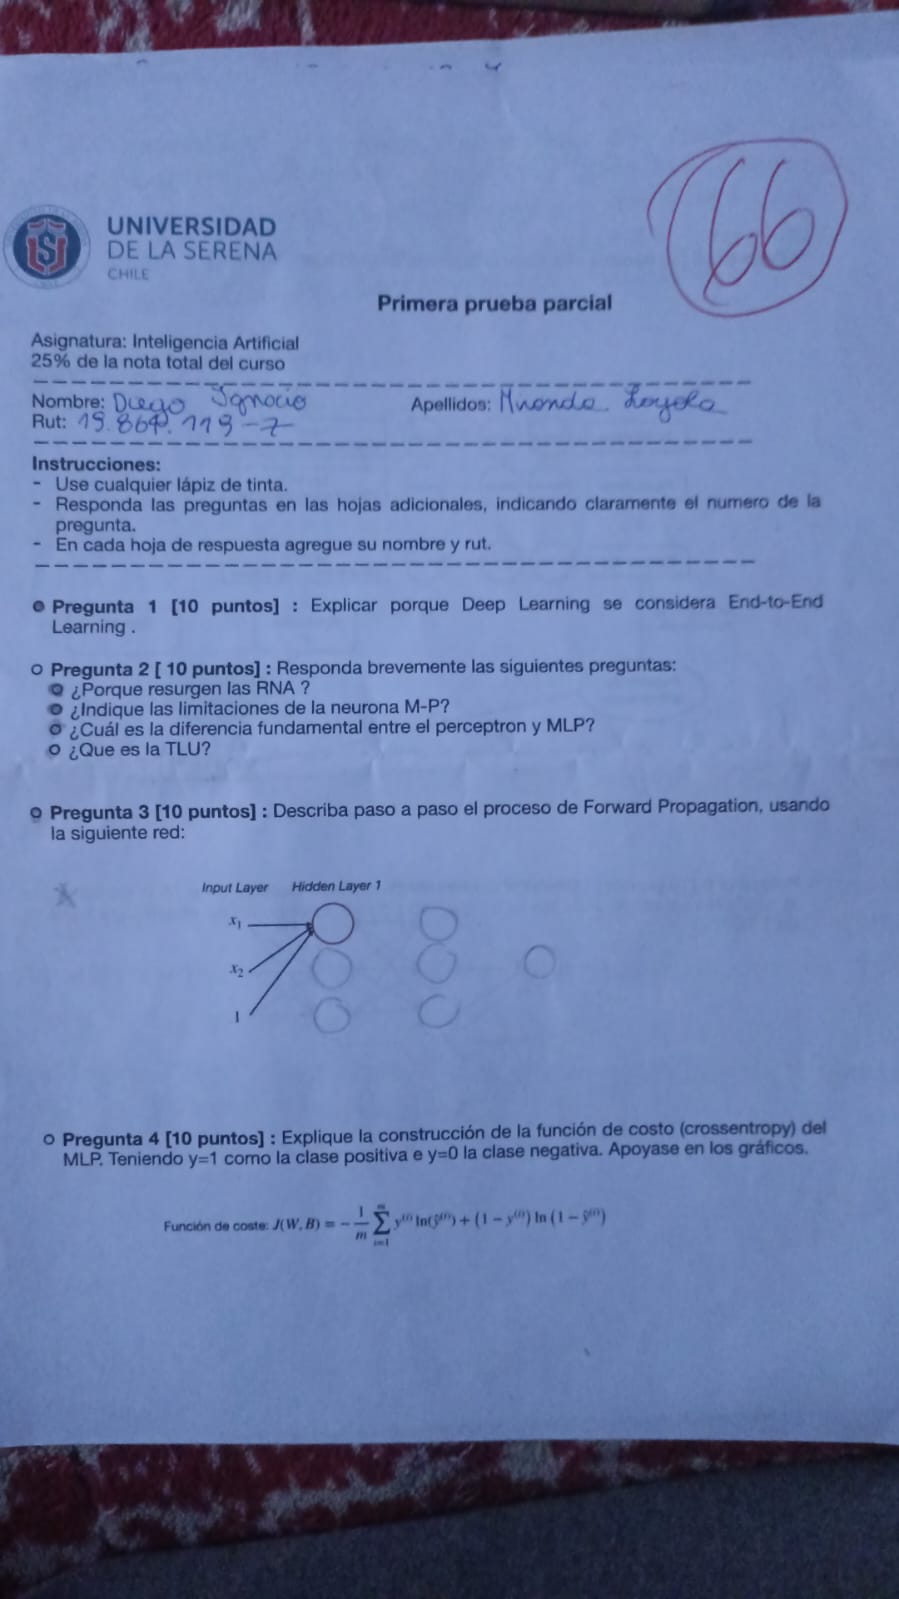 66
UNIVERSIDAD
DE LA SERENA
CHILE
Primera prueba parcial
Asignatura: Inteligencia Artificial
25% de la nota total del curso
Nombre: Diego Ignacio Apellidos: Miranda Loyola
Rut: 19.864.119-7
Instrucciones:
- Use cualquier lápiz de tinta.
- Responda las preguntas en las hojas adicionales, indicando claramente el numero de la
pregunta.
- En cada hoja de respuesta agregue su nombre y rut.
Pregunta 1 [10 puntos] : Explicar porque Deep Learning se considera End-to-End
Learning .
Pregunta 2 [ 10 puntos] : Responda brevemente las siguientes preguntas:
¿Porque resurgen las RNA ?
¿Indique las limitaciones de la neurona M-P?
¿Cuál es la diferencia fundamental entre el perceptron y MLP?
¿Que es la TLU?
Pregunta 3 [10 puntos] : Describa paso a paso el proceso de Forward Propagation, usando
la siguiente red:
Input Layer Hidden Layer 1
x₁
x₂
1
Pregunta 4 [10 puntos] : Explique la construcción de la función de costo (crossentropy) del
MLP. Teniendo y=1 como la clase positiva e y=0 la clase negativa. Apoyase en los gráficos.
Función de coste: J(W, B) = −1/m ∑ᵢ₌₁ᵐ y⁽ⁱ⁾ ln(ŷ⁽ⁱ⁾) + (1 − y⁽ⁱ⁾) ln (1 − ŷ⁽ⁱ⁾)